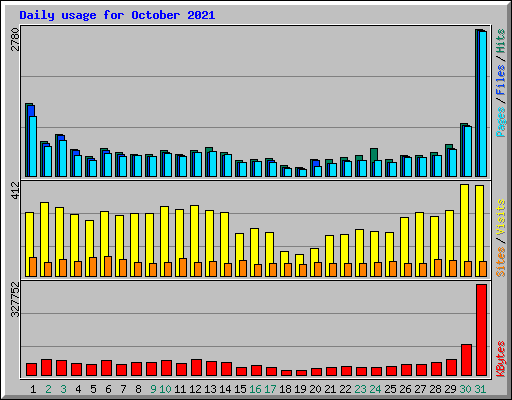 Daily usage for October 2021
2780
Pages / Files / Hits
412
Sites / Visits
327752
KBytes
1 2 3 4 5 6 7 8 9 10 11 12 13 14 15 16 17 18 19 20 21 22 23 24 25 26 27 28 29 30 31